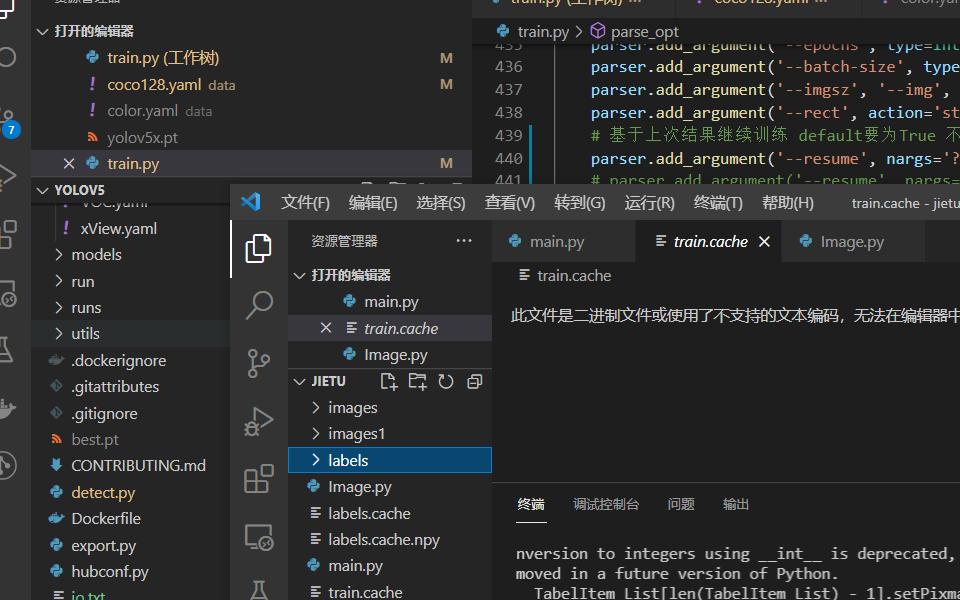 资源管理器
打开的编辑器
train.py (工作树) M
coco128.yaml data M
color.yaml data
yolov5x.pt
train.py M
YOLOV5
VOC.yaml
xView.yaml
models
run
runs
utils
.dockerignore
.gitattributes
.gitignore
best.pt
CONTRIBUTING.md
detect.py
Dockerfile
export.py
hubconf.py
7
train.py (工作树)
coco128.yaml
train.py > parse_opt
435 parser.add_argument('--epochs', type=int
436 parser.add_argument('--batch-size', type
437 parser.add_argument('--imgsz', '--img',
438 parser.add_argument('--rect', action='st
439 # 基于上次结果继续训练 default要为True 不
440 parser.add_argument('--resume', nargs='?
441 # parser.add_argument('--resume', nargs=
文件(F) 编辑(E) 选择(S) 查看(V) 转到(G) 运行(R) 终端(T) 帮助(H) train.cache - jietu
资源管理器 ···
打开的编辑器
main.py
train.cache
Image.py
JIETU
images
images1
labels
Image.py
labels.cache
labels.cache.npy
main.py
train.cache
main.py train.cache Image.py
train.cache
此文件是二进制文件或使用了不支持的文本编码，无法在编辑器中
终端 调试控制台 问题 输出
nversion to integers using __int__ is deprecated,
moved in a future version of Python.
TabelItem_List[len(TabelItem_List) - 1].setPixma